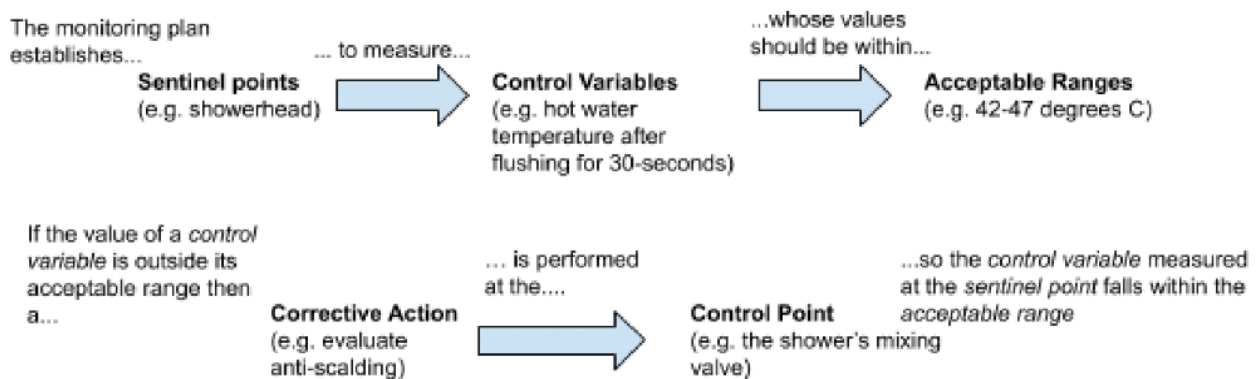 The monitoring plan
establishes...
Sentinel points
(e.g. showerhead)
... to measure...
Control Variables
(e.g. hot water
temperature after
flushing for 30-seconds)
...whose values
should be within...
Acceptable Ranges
(e.g. 42-47 degrees C)
If the value of a control
variable is outside its
acceptable range then
a...
Corrective Action
(e.g. evaluate
anti-scalding)
... is performed
at the....
Control Point
(e.g. the shower's mixing
valve)
...so the control variable measured
at the sentinel point falls within the
acceptable range